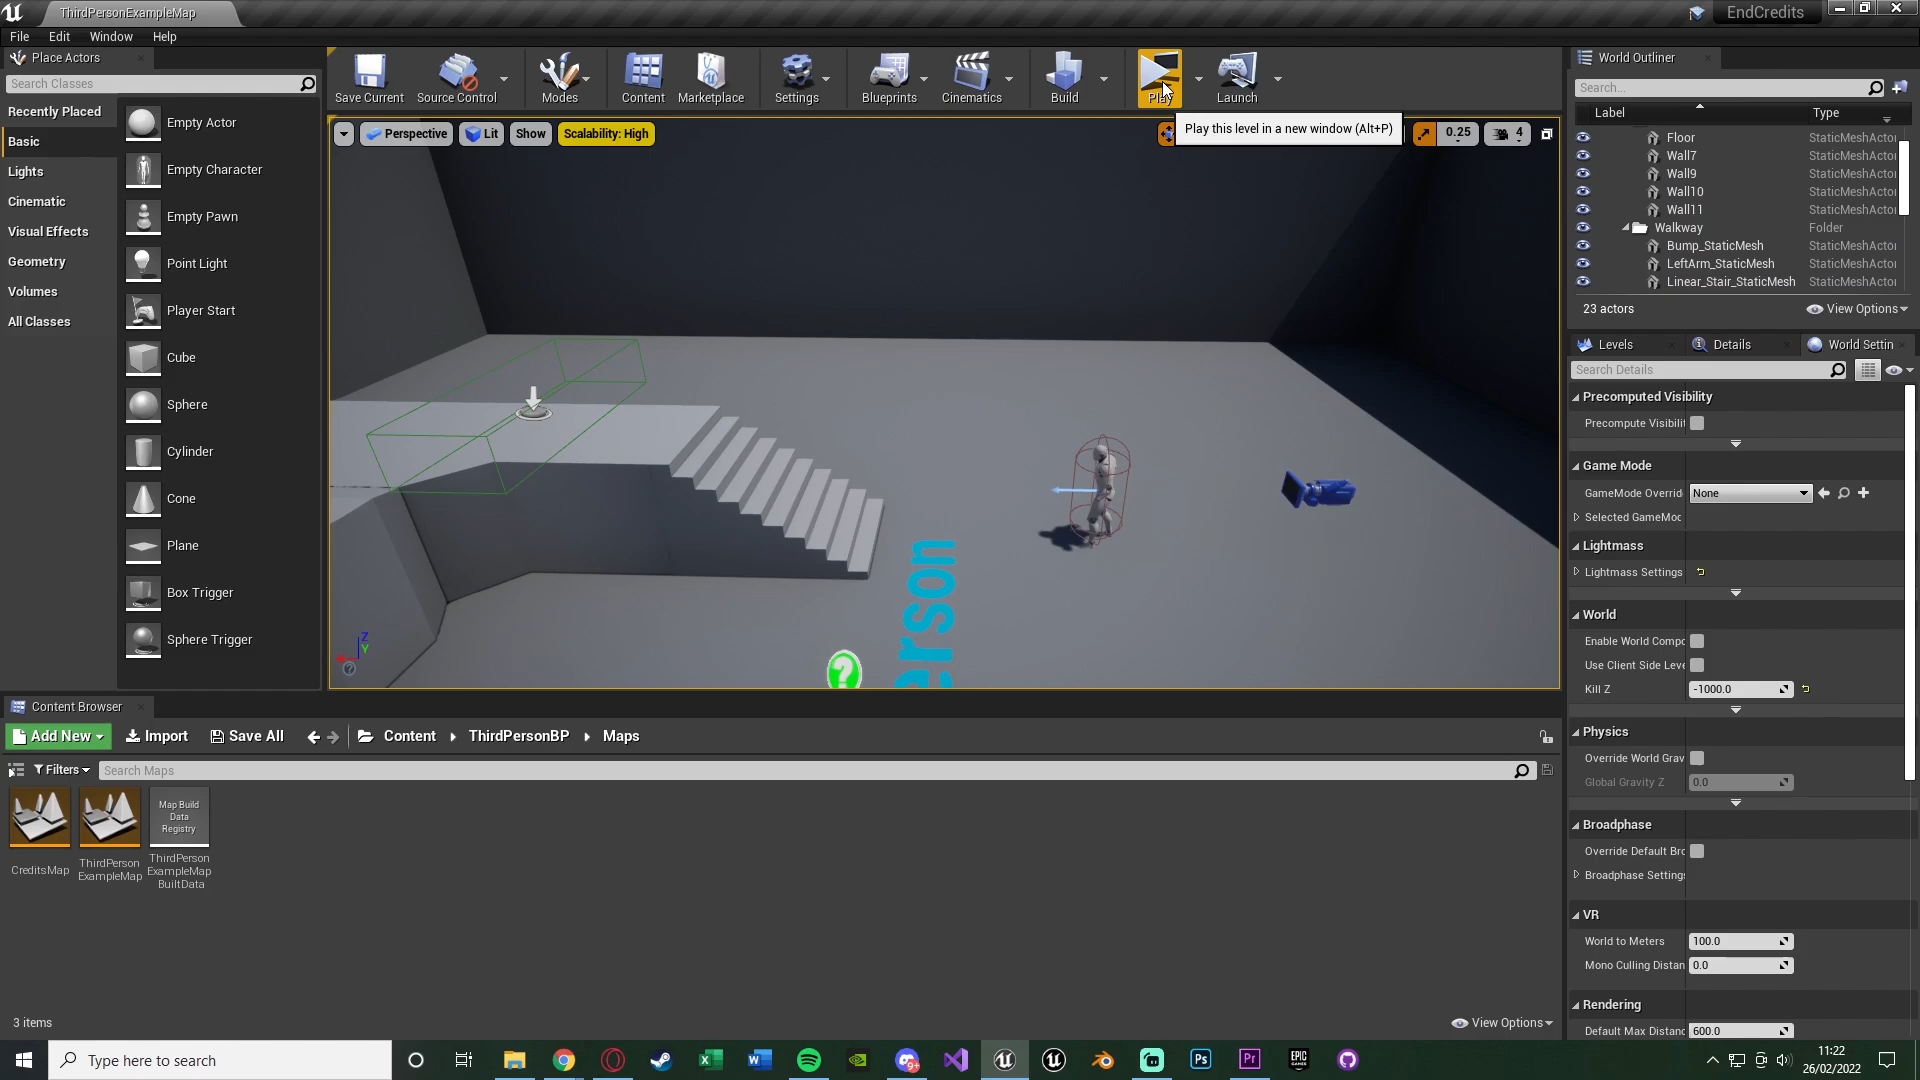 ThirdPersonExampleMap
EndCredits
File Edit Window Help
Place Actors
Search Classes
Recently Placed
Basic
Lights
Cinematic
Visual Effects
Geometry
Volumes
All Classes
Empty Actor
Empty Character
Empty Pawn
Point Light
Player Start
Cube
Sphere
Cylinder
Cone
Plane
Box Trigger
Sphere Trigger
Save Current
Source Control
Modes
Content
Marketplace
Settings
Blueprints
Cinematics
Build
Play
Launch
Play this level in a new window (Alt+P)
Perspective
Lit
Show
Scalability: High
0.25
4
erson
Z
Y
World Outliner
Search...
Label Type
Floor StaticMeshActor
Wall7 StaticMeshActor
Wall9 StaticMeshActor
Wall10 StaticMeshActor
Wall11 StaticMeshActor
Walkway Folder
Bump_StaticMesh StaticMeshActor
LeftArm_StaticMesh StaticMeshActor
Linear_Stair_StaticMesh StaticMeshActor
23 actors
View Options
Levels
Details
World Settin
Search Details
Precomputed Visibility
Precompute Visibilit
Game Mode
GameMode Overrid None
Selected GameMod
Lightmass
Lightmass Settings
World
Enable World Compo
Use Client Side Leve
Kill Z -1000.0
Physics
Override World Grav
Global Gravity Z 0.0
Broadphase
Override Default Bro
Broadphase Settings
VR
World to Meters 100.0
Mono Culling Distan 0.0
Rendering
Default Max Distanc 600.0
Content Browser
Add New
Import
Save All
Content
ThirdPersonBP
Maps
Filters
Search Maps
Map Build
Data
Registry
CreditsMap
ThirdPerson
ExampleMap
ThirdPerson
ExampleMap
BuiltData
3 items
View Options
Type here to search
9+
11:22
26/02/2022